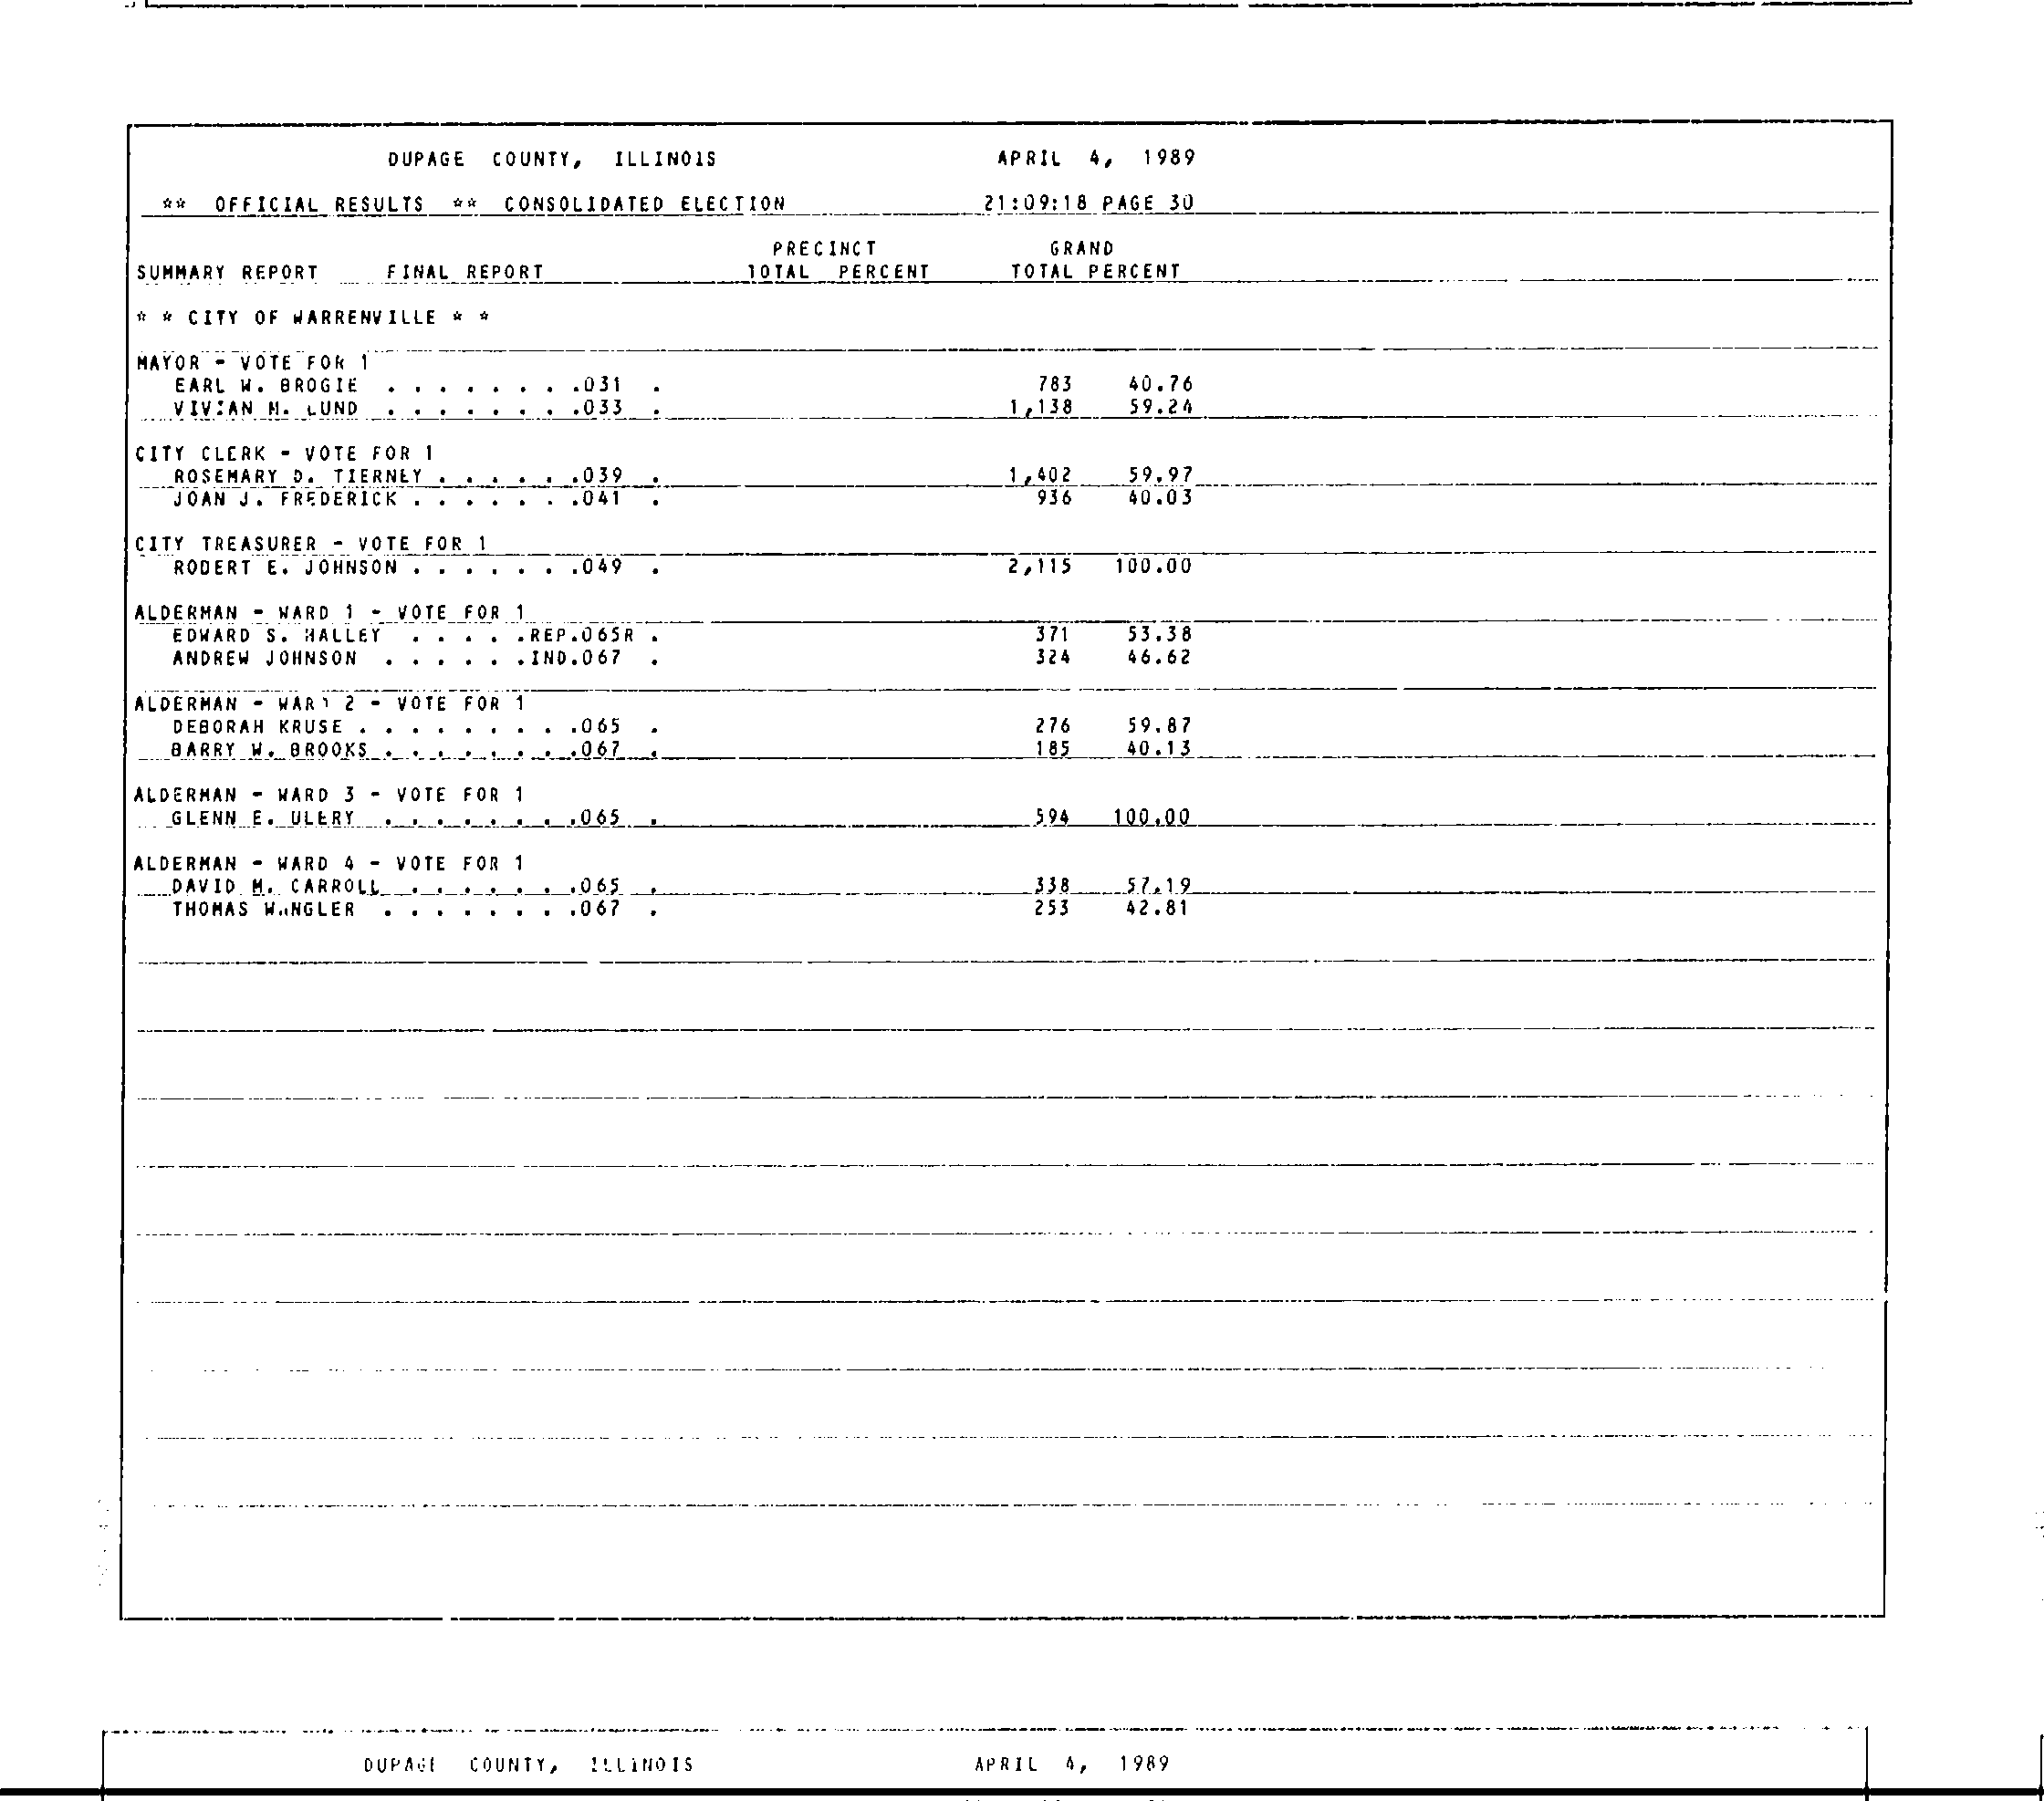 DUPAGE COUNTY, ILLINOIS APRIL 4, 1989
** OFFICIAL RESULTS ** CONSOLIDATED ELECTION 21:09:18 PAGE 30
PRECINCT GRAND
SUMMARY REPORT FINAL REPORT TOTAL PERCENT TOTAL PERCENT
* * CITY OF WARRENVILLE * *
MAYOR - VOTE FOR 1
EARL W. BROGIE . . . . . . . .031 . 783 40.76
VIVIAN M. LUND . . . . . . . .033 . 1,138 59.24
CITY CLERK - VOTE FOR 1
ROSEMARY D. TIERNEY . . . . . .039 . 1,402 59.97
JOAN J. FREDERICK . . . . . . .041 . 936 40.03
CITY TREASURER - VOTE FOR 1
ROBERT E. JOHNSON . . . . . . .049 . 2,115 100.00
ALDERMAN - WARD 1 - VOTE FOR 1
EDWARD S. HALLEY . . . . .REP.065R . 371 53.38
ANDREW JOHNSON . . . . . .IND.067 . 324 46.62
ALDERMAN - WARD 2 - VOTE FOR 1
DEBORAH KRUSE . . . . . . . . .065 . 276 59.87
BARRY W. BROOKS . . . . . . . .067 . 185 40.13
ALDERMAN - WARD 3 - VOTE FOR 1
GLENN E. ULERY . . . . . . . .065 . 594 100.00
ALDERMAN - WARD 4 - VOTE FOR 1
DAVID M. CARROLL . . . . . . .065 . 338 57.19
THOMAS . . . . . . . .067 . 253 42.81
DUPAGE COUNTY, ILLINOIS APRIL 4, 1989